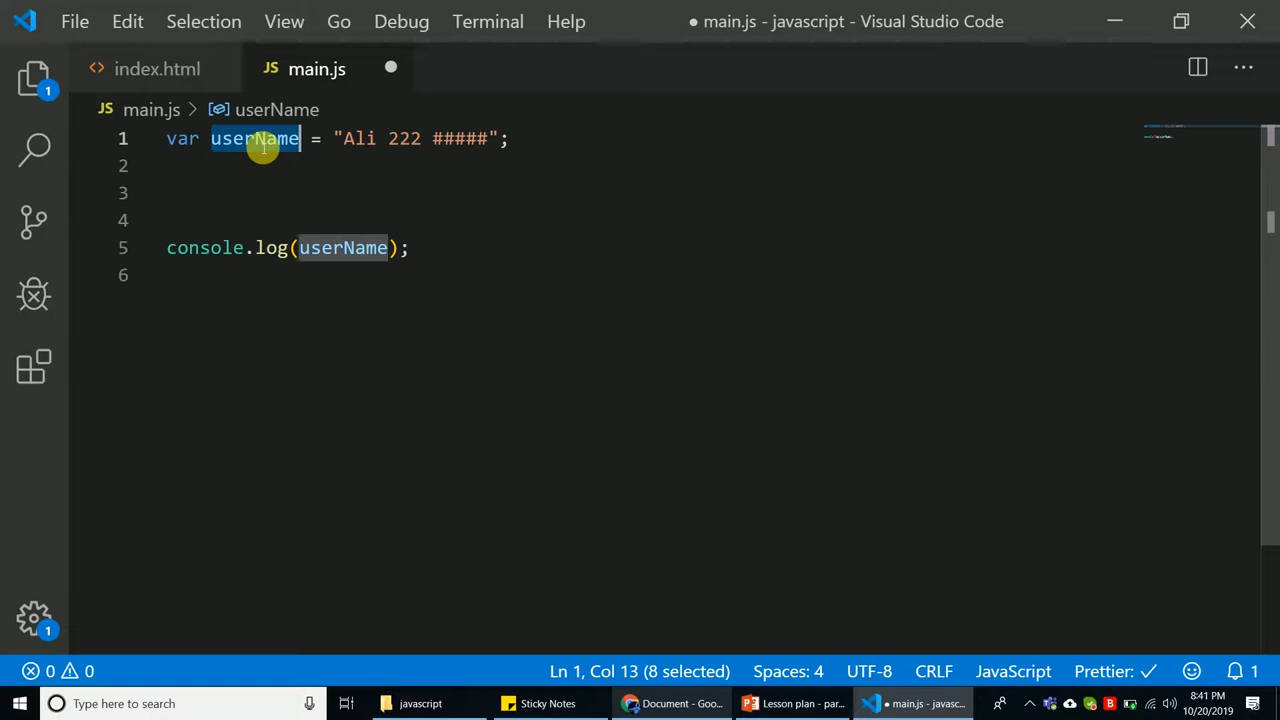 File Edit Selection View Go Debug Terminal Help ● main.js - javascript - Visual Studio Code
index.html JS main.js
JS main.js > userName
1 var userName = "Ali 222 #####";
2
3
4
5 console.log(userName);
6
1
1
0 0 Ln 1, Col 13 (8 selected) Spaces: 4 UTF-8 CRLF JavaScript Prettier: ✓ 1
Type here to search javascript Sticky Notes Document - Goo... Lesson plan - par... ● main.js - javasc... 8:41 PM
10/20/2019